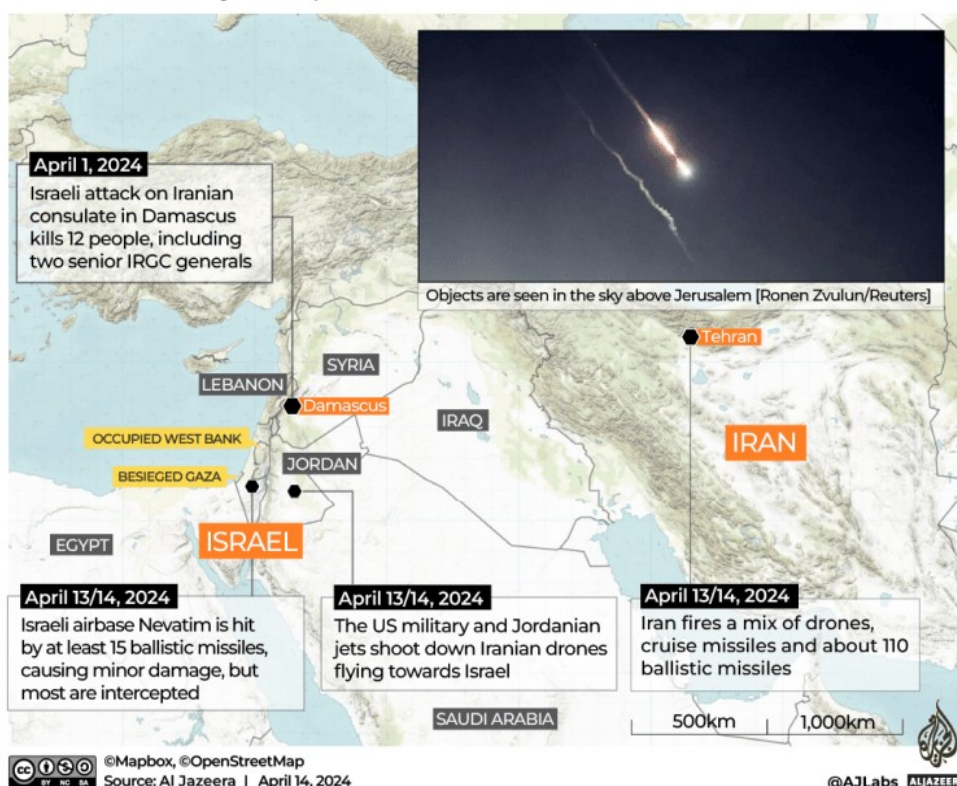 April 1, 2024
Israeli attack on Iranian
consulate in Damascus
kills 12 people, including
two senior IRGC generals
Objects are seen in the sky above Jerusalem [Ronen Zvulun/Reuters]
Tehran
SYRIA
LEBANON
Damascus
IRAQ
IRAN
OCCUPIED WEST BANK
JORDAN
BESIEGED GAZA
EGYPT
ISRAEL
April 13/14, 2024
Israeli airbase Nevatim is hit
by at least 15 ballistic missiles,
causing minor damage, but
most are intercepted
April 13/14, 2024
The US military and Jordanian
jets shoot down Iranian drones
flying towards Israel
April 13/14, 2024
Iran fires a mix of drones,
cruise missiles and about 110
ballistic missiles
SAUDI ARABIA
500km
1,000km
cc
BY NC SA
©Mapbox, ©OpenStreetMap
Source: Al Jazeera | April 14, 2024
@AJLabs